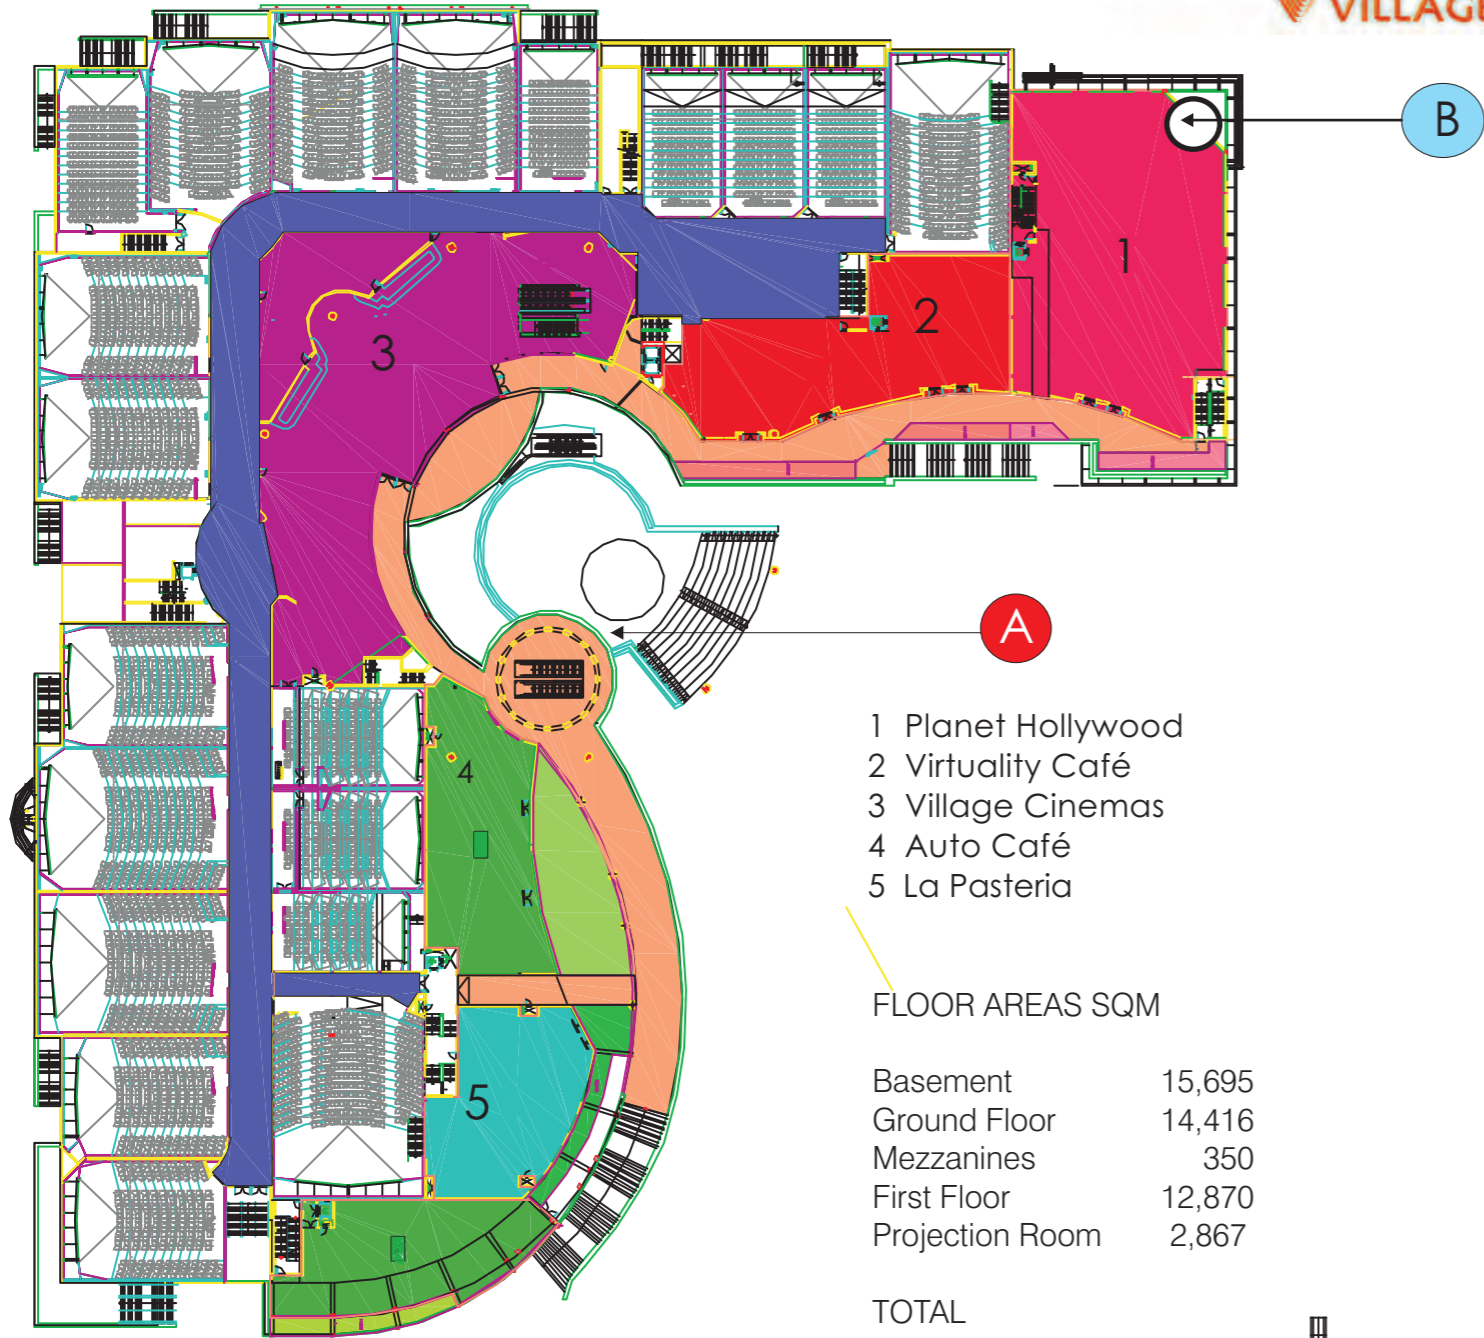 VILLAGE
B
1
2
3
A
1 Planet Hollywood
2 Virtuality Café
3 Village Cinemas
4 Auto Café
5 La Pasteria
4
FLOOR AREAS SQM
Basement 15,695
Ground Floor 14,416
Mezzanines 350
First Floor 12,870
Projection Room 2,867
5
TOTAL